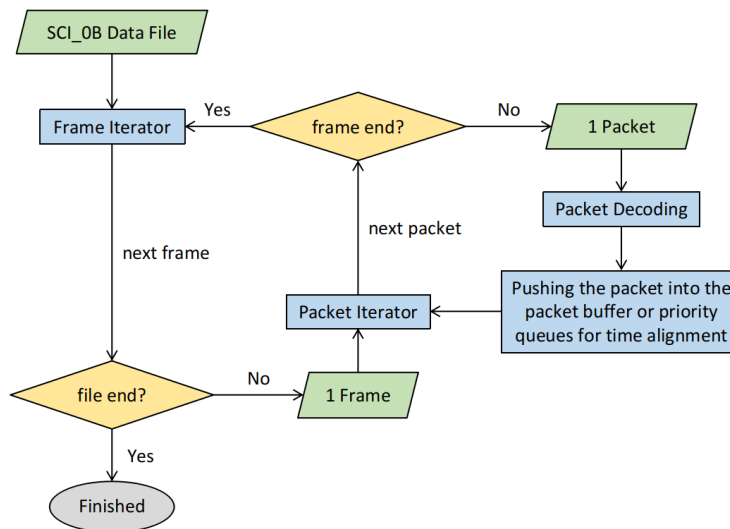 SCI_0B Data File
Yes
No
Frame Iterator
frame end?
1 Packet
Packet Decoding
next packet
next frame
Pushing the packet into the
packet buffer or priority
queues for time alignment
Packet Iterator
No
file end?
1 Frame
Yes
Finished